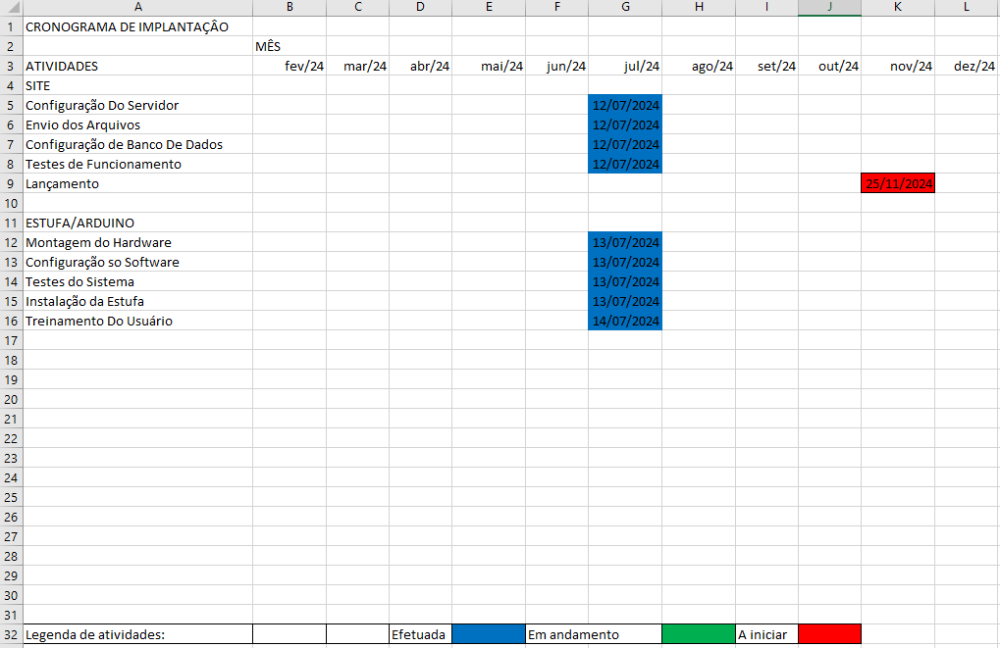 A B C D E F G H I J K L
1 CRONOGRAMA DE IMPLANTAÇÂO
2 MÊS
3 ATIVIDADES fev/24 mar/24 abr/24 mai/24 jun/24 jul/24 ago/24 set/24 out/24 nov/24 dez/24
4 SITE
5 Configuração Do Servidor 12/07/2024
6 Envio dos Arquivos 12/07/2024
7 Configuração de Banco De Dados 12/07/2024
8 Testes de Funcionamento 12/07/2024
9 Lançamento 25/11/2024
10
11 ESTUFA/ARDUINO
12 Montagem do Hardware 13/07/2024
13 Configuração so Software 13/07/2024
14 Testes do Sistema 13/07/2024
15 Instalação da Estufa 13/07/2024
16 Treinamento Do Usuário 14/07/2024
17
18
19
20
21
22
23
24
25
26
27
28
29
30
31
32 Legenda de atividades: Efetuada Em andamento A iniciar